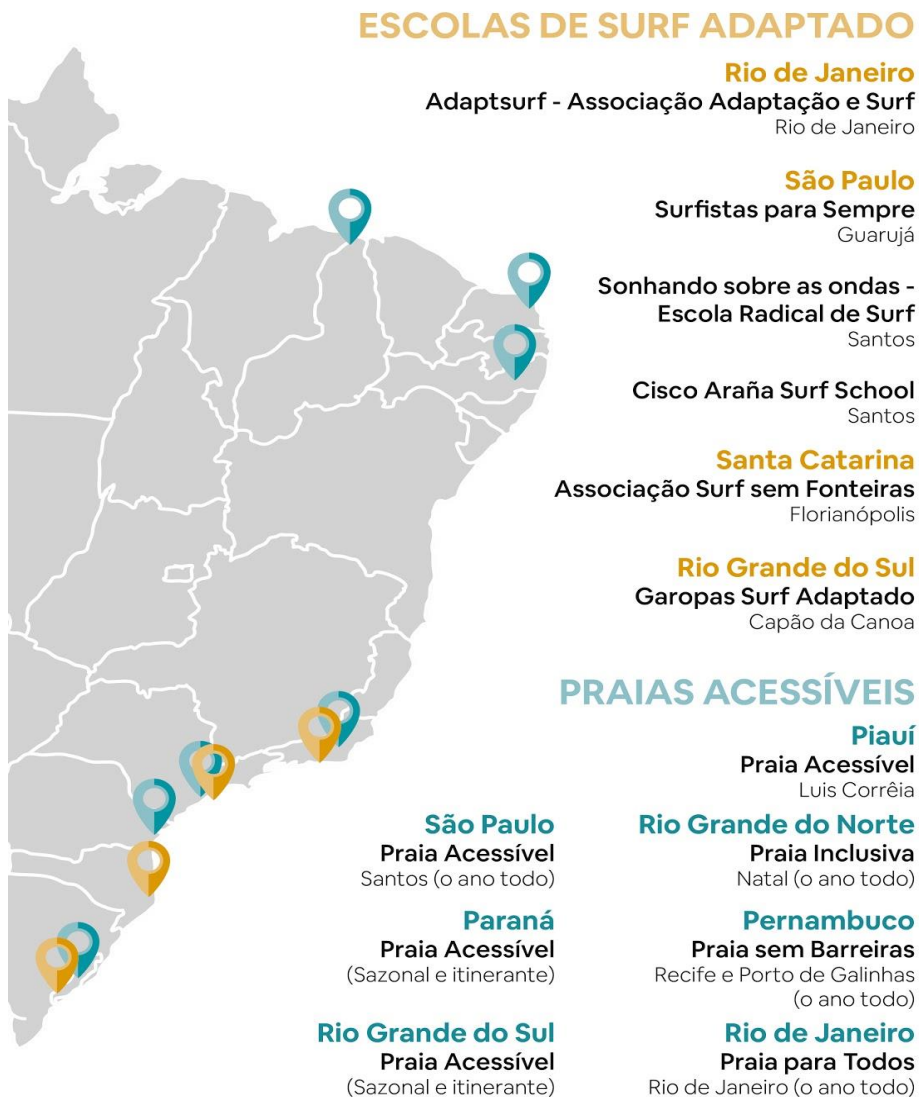 ESCOLAS DE SURF ADAPTADO
Rio de Janeiro
Adaptsurf - Associação Adaptação e Surf
Rio de Janeiro
São Paulo
Surfistas para Sempre
Guarujá
Sonhando sobre as ondas -
Escola Radical de Surf
Santos
Cisco Araña Surf School
Santos
Santa Catarina
Associação Surf sem Fonteiras
Florianópolis
Rio Grande do Sul
Garopas Surf Adaptado
Capão da Canoa
PRAIAS ACESSÍVEIS
Piauí
Praia Acessível
Luis Corrêia
São Paulo
Praia Acessível
Santos (o ano todo)
Rio Grande do Norte
Praia Inclusiva
Natal (o ano todo)
Paraná
Praia Acessível
(Sazonal e itinerante)
Pernambuco
Praia sem Barreiras
Recife e Porto de Galinhas
(o ano todo)
Rio Grande do Sul
Praia Acessível
(Sazonal e itinerante)
Rio de Janeiro
Praia para Todos
Rio de Janeiro (o ano todo)